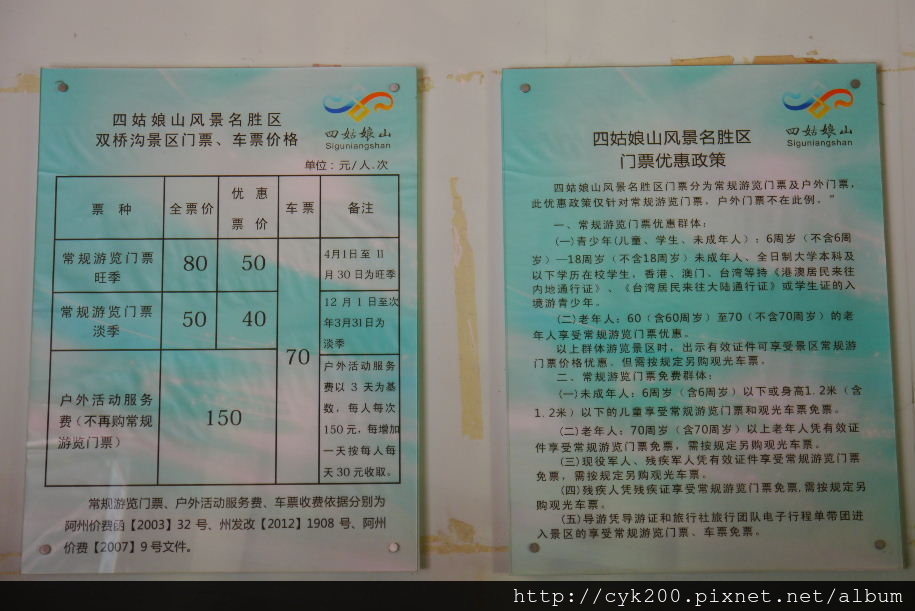 四姑娘山
Siguniangshan
四姑娘山风景名胜区
双桥沟景区门票、车票价格
单位：元/人.次
票 种 全票价 优惠票价 车票 备注
常规游览门票
旺季
80 50
4月1日至 11
月 30 日为旺季
常规游览门票
淡季
50 40
12 月 1 日至次
年3月31日为
淡季
70
户外活动服务
费（不再购常规
游览门票）
150
户外活动服务
费以 3 天为基
数，每人每次
150元，每增加
一天按每人每
天30元收取。
常规游览门票、户外活动服务费、车票收费依据分别为
阿州价费函【2003】32 号、州发改【2012】1908 号、阿州
价费【2007】9号文件。
四姑娘山
Siguniangshan
四姑娘山风景名胜区
门票优惠政策
四姑娘山风景名胜区门票分为常规游览门票及户外门票，
此优惠政策仅针对常规游览门票，户外门票不在此例，”
一、常规游览门票优惠群体：
(一)青少年(儿童、学生、未成年人）：6周岁（不含6周
岁）—18周岁（不含18周岁）未成年人、全日制大学本科及
以下学历在校学生，香港、澳门、台湾等持《港澳居民来往
内地通行证》、《台湾居民来往大陆通行证》或学生证的入
境游青少年。
(二)老年人：60（含60周岁）至70（不含70周岁）的老
年人享受常规游览门票优惠。
以上群体游览景区时，出示有效证件可享受景区常规游
览门票价格优惠，但需按规定另购观光车票。
二、常规游览门票免费群体：
(一)未成年人：6周岁（含6周岁）以下或身高1.2米（含
1.2米）以下的儿童享受常规游览门票和观光车票免票。
(二)老年人：70周岁（含70周岁）以上老年人凭有效证
件享受常规游览门票免票，需按规定另购观光车票。
(三)现役军人、残疾军人凭有效证件享受常规游览门票
免票，需按规定另购观光车票。
(四)残疾人凭残疾证享受常规游览门票免票,需按规定另
购观光车票。
(五)导游凭导游证和旅行社旅行团队电子行程单带团进
入景区的享受常规游览门票、车票免票。
http://cyk200.pixnet.net/album